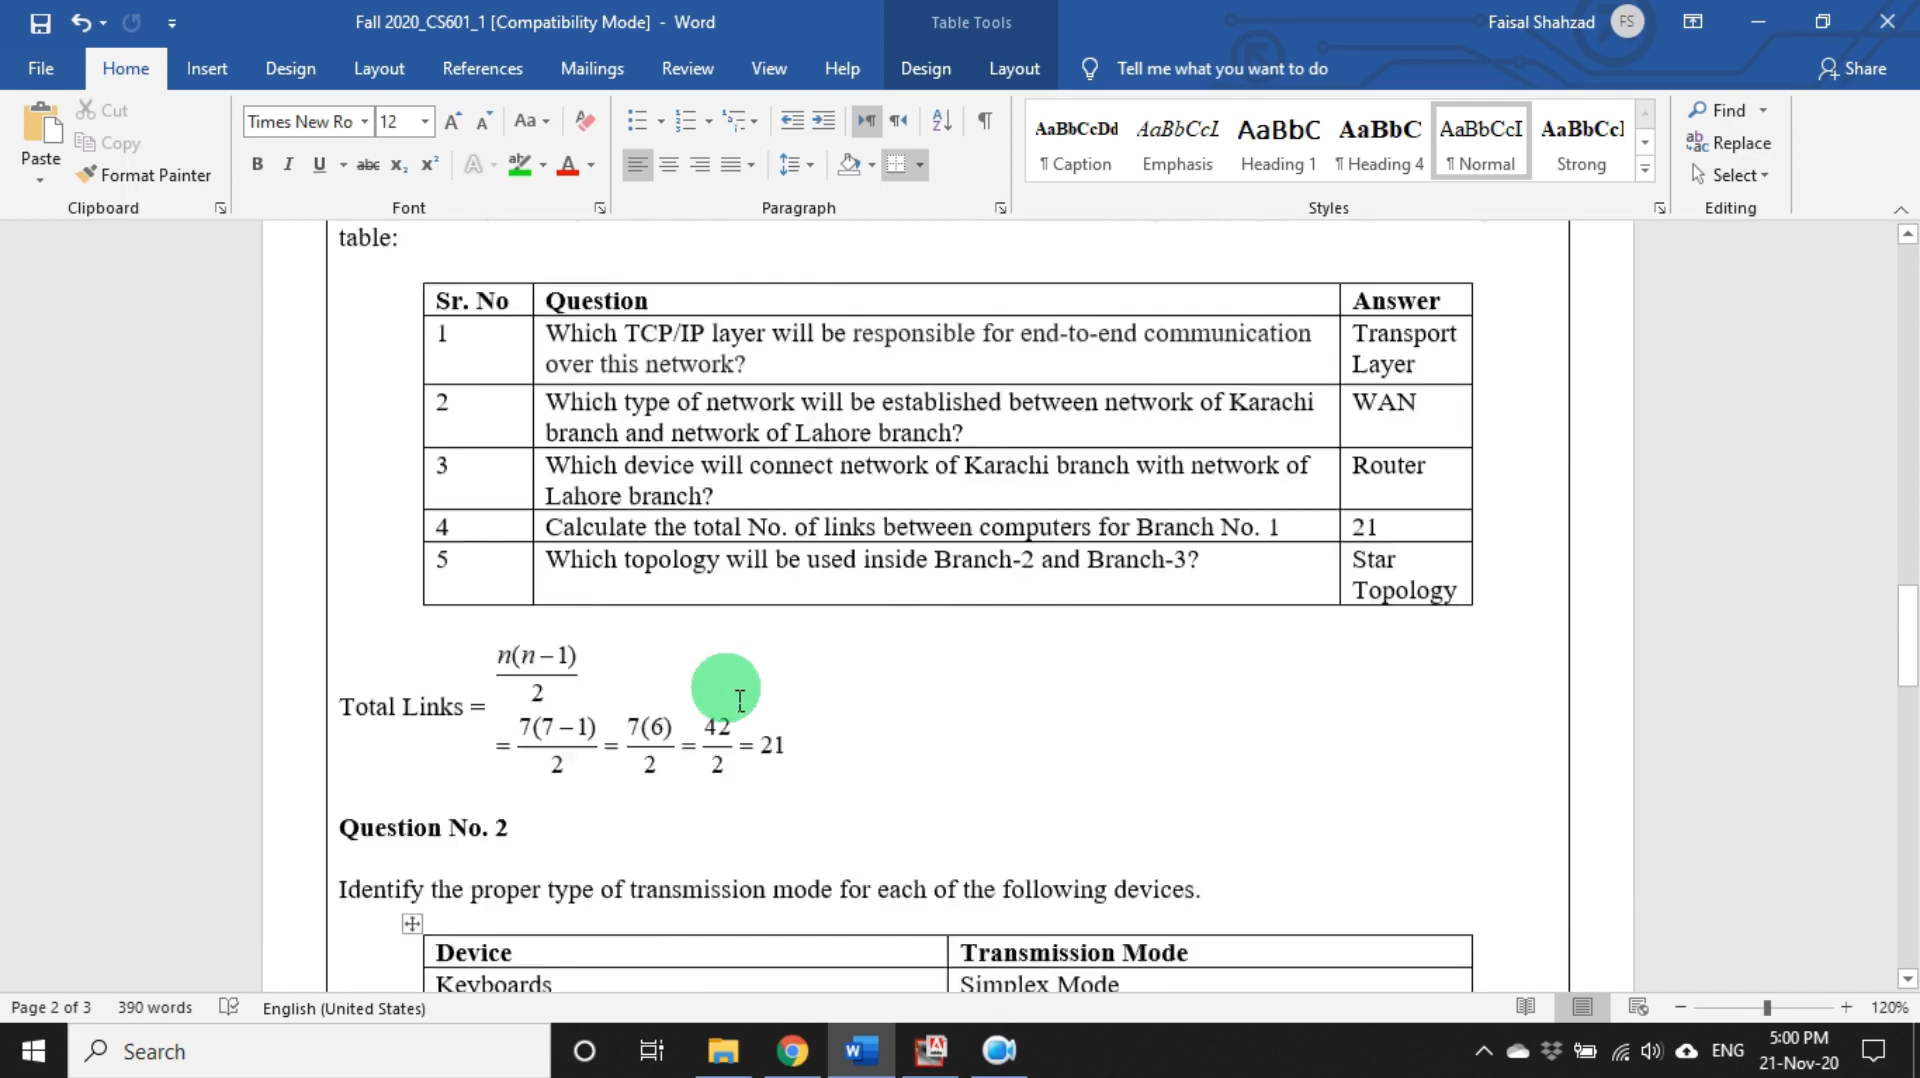 Fall 2020_CS601_1 [Compatibility Mode] - Word
Table Tools
Faisal Shahzad
FS
File
Home
Insert
Design
Layout
References
Mailings
Review
View
Help
Design
Layout
Tell me what you want to do
Share
Paste
Cut
Copy
Format Painter
Clipboard
Times New Ro
12
Font
Paragraph
AaBbCcDd
AaBbCcI
AaBbC
AaBbC
AaBbCcI
AaBbCcI
¶ Caption
Emphasis
Heading 1
¶ Heading 4
¶ Normal
Strong
Styles
Find
Replace
Select
Editing
table:
Sr. No Question Answer
1 Which TCP/IP layer will be responsible for end-to-end communication Transport
over this network? Layer
2 Which type of network will be established between network of Karachi WAN
branch and network of Lahore branch?
3 Which device will connect network of Karachi branch with network of Router
Lahore branch?
4 Calculate the total No. of links between computers for Branch No. 1 21
5 Which topology will be used inside Branch-2 and Branch-3? Star
Topology
n(n−1)
2
Total Links =
= 7(7−1) / 2 = 7(6) / 2 = 42 / 2 = 21
Question No. 2
Identify the proper type of transmission mode for each of the following devices.
Device Transmission Mode
Keyboards Simplex Mode
Page 2 of 3 390 words English (United States) 120%
Search
ENG
5:00 PM
21-Nov-20